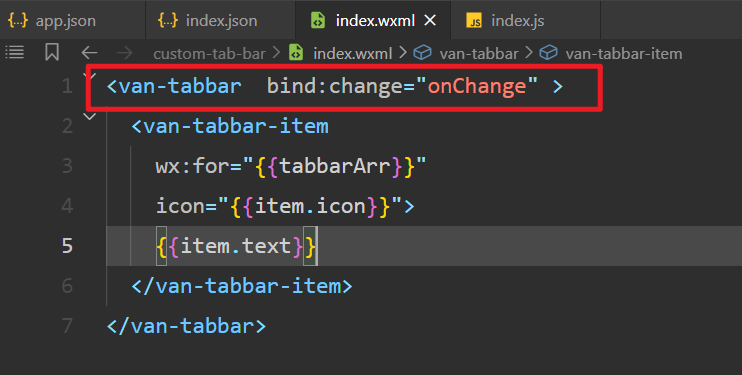 {..} app.json {..} index.json index.wxml × JS index.js
custom-tab-bar > index.wxml > van-tabbar > van-tabbar-item
1 <van-tabbar  bind:change="onChange" >
2 <van-tabbar-item
3 wx:for="{{tabbarArr}}"
4 icon="{{item.icon}}">
5 {{item.text}}
6 </van-tabbar-item>
7 </van-tabbar>